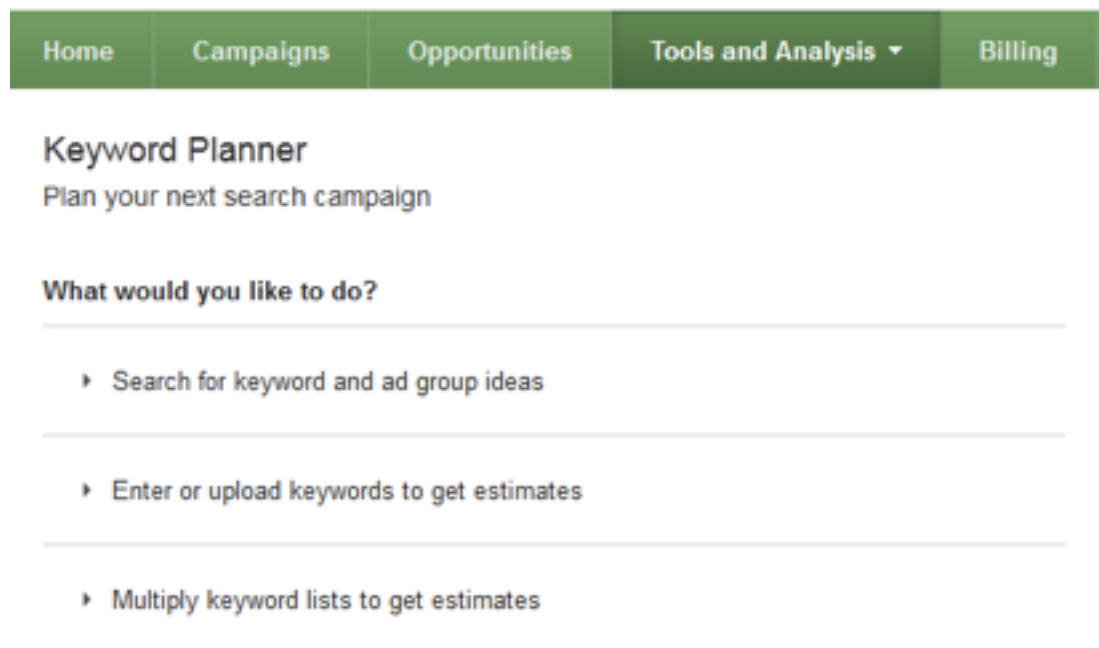 Home Campaigns Opportunities Tools and Analysis Billing
Keyword Planner
Plan your next search campaign
What would you like to do?
Search for keyword and ad group ideas
Enter or upload keywords to get estimates
Multiply keyword lists to get estimates